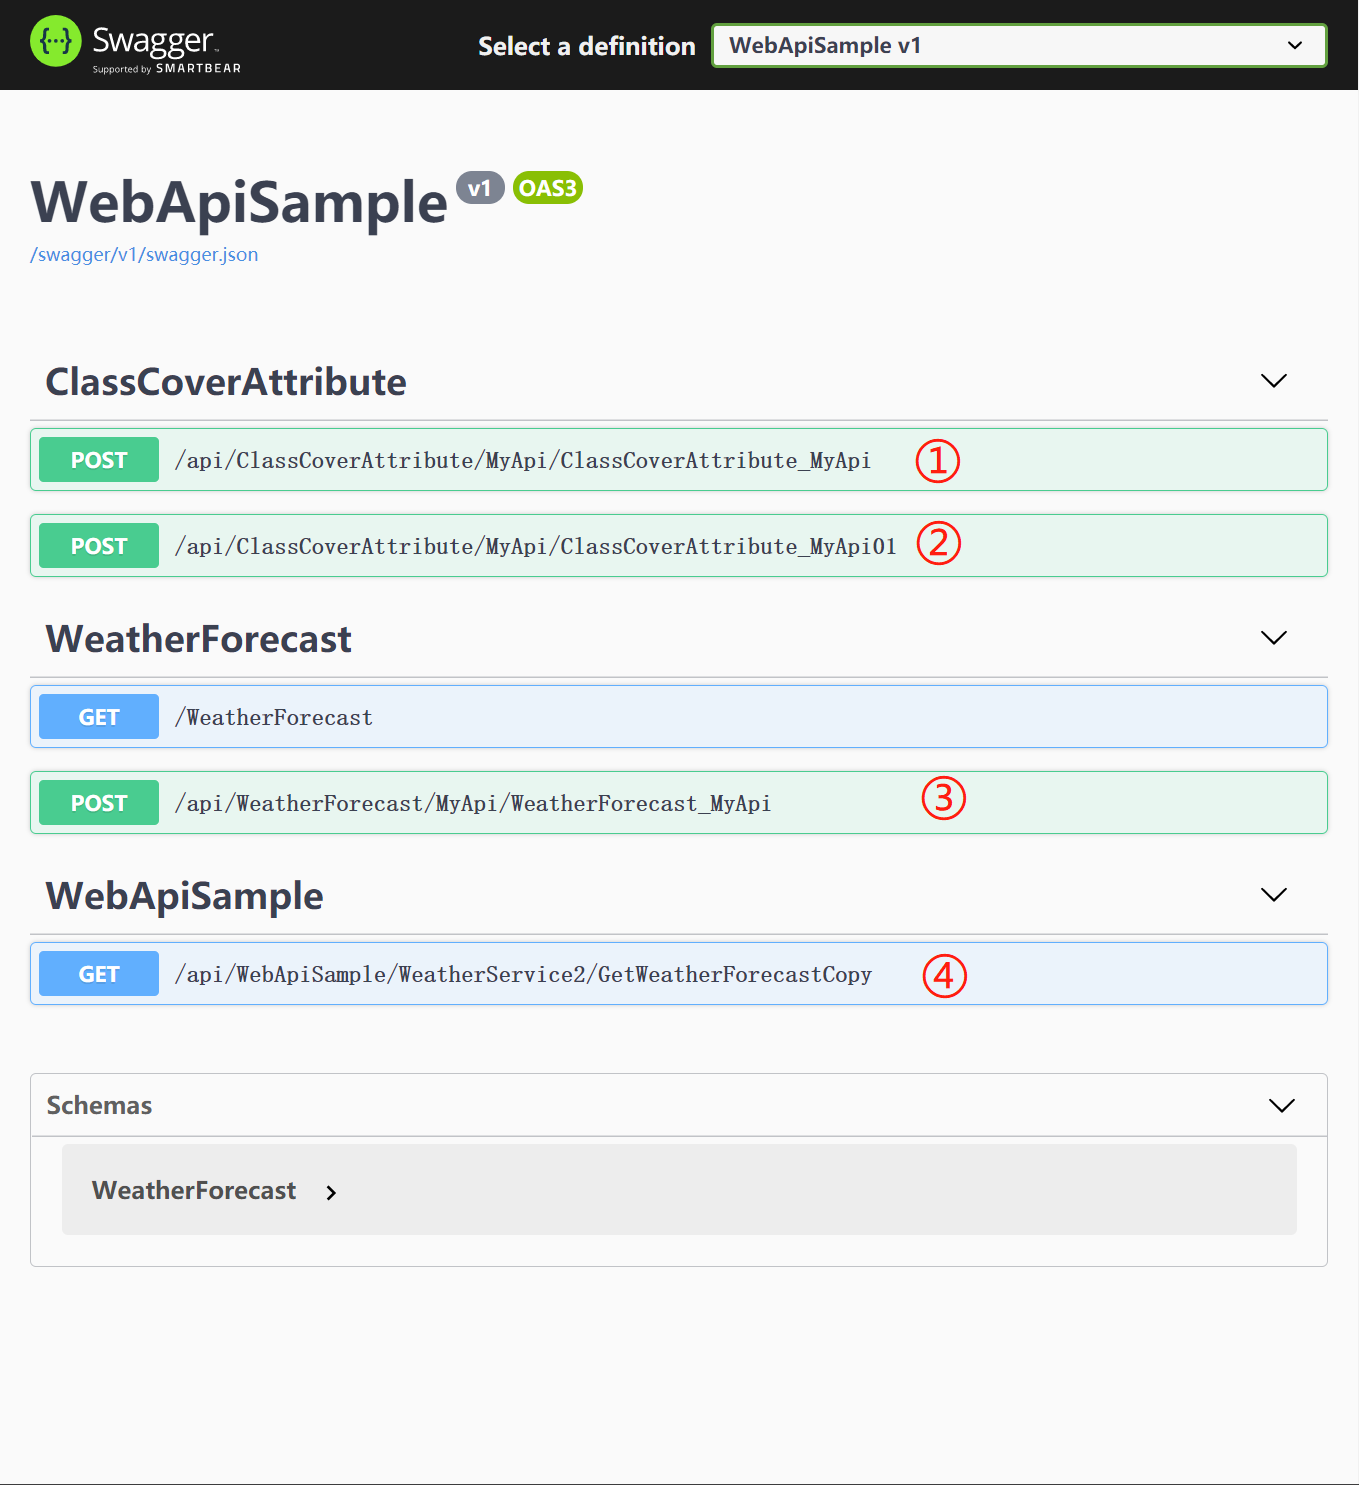 Swagger
Supported by SMARTBEAR
Select a definition
WebApiSample v1
WebApiSample v1 OAS3
/swagger/v1/swagger.json
ClassCoverAttribute
POST /api/ClassCoverAttribute/MyApi/ClassCoverAttribute_MyApi ①
POST /api/ClassCoverAttribute/MyApi/ClassCoverAttribute_MyApi01 ②
WeatherForecast
GET /WeatherForecast
POST /api/WeatherForecast/MyApi/WeatherForecast_MyApi ③
WebApiSample
GET /api/WebApiSample/WeatherService2/GetWeatherForecastCopy ④
Schemas
WeatherForecast